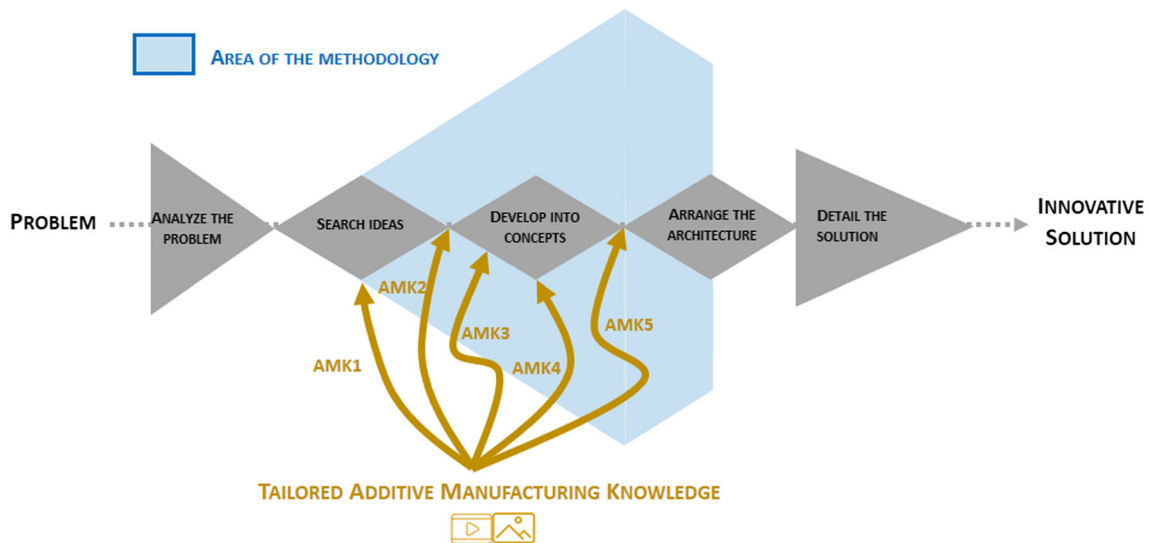 AREA OF THE METHODOLOGY
PROBLEM
ANALYZE THE
PROBLEM
SEARCH IDEAS
DEVELOP INTO
CONCEPTS
ARRANGE THE
ARCHITECTURE
DETAIL THE
SOLUTION
INNOVATIVE
SOLUTION
AMK1
AMK2
AMK3
AMK4
AMK5
TAILORED ADDITIVE MANUFACTURING KNOWLEDGE